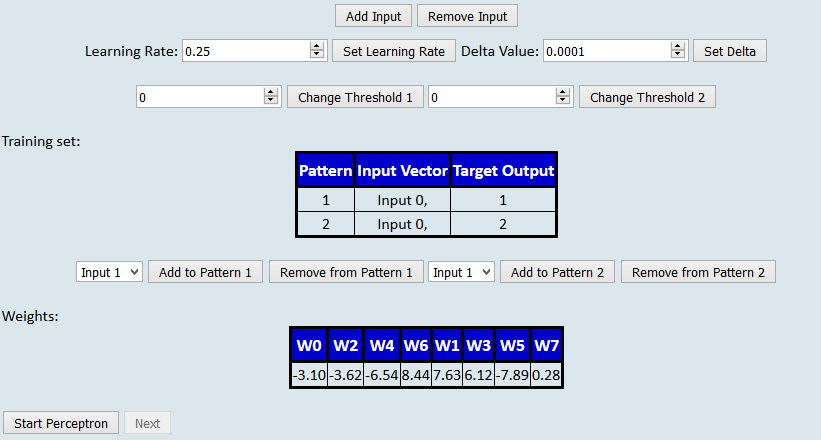 Add Input Remove Input
Learning Rate: 0.25 Set Learning Rate Delta Value: 0.0001 Set Delta
0 Change Threshold 1 0 Change Threshold 2
Training set:
Pattern Input Vector Target Output
1 Input 0, 1
2 Input 0, 2
Input 1 Add to Pattern 1 Remove from Pattern 1 Input 1 Add to Pattern 2 Remove from Pattern 2
Weights:
W0 W2 W4 W6 W1 W3 W5 W7
-3.10 -3.62 -6.54 8.44 7.63 6.12 -7.89 0.28
Start Perceptron Next